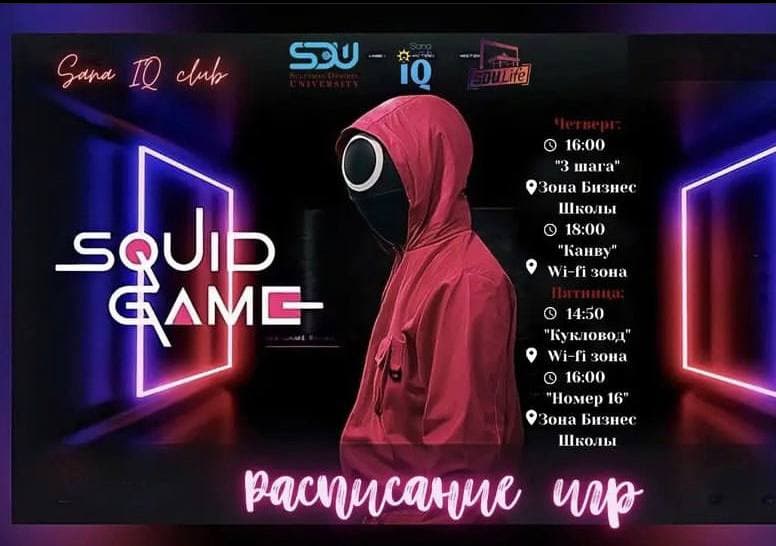 Sana IQ club
SDU
SULEYMAN DEMIREL
UNIVERSITY
Sana
IQ
SDU Life
SQUID
GAME
Четверг:
16:00
"3 шага"
Зона Бизнес
Школы
18:00
"Канву"
Wi-fi зона
Пятница:
14:50
"Кукловод"
Wi-fi зона
16:00
"Номер 16"
Зона Бизнес
Школы
расписание игр